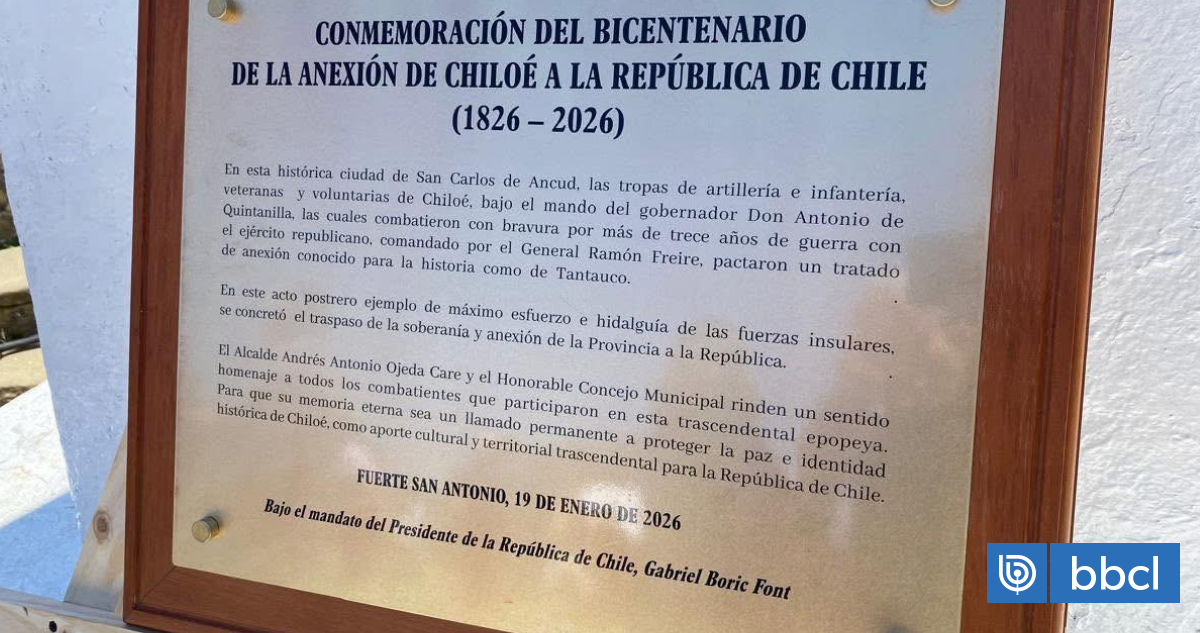 CONMEMORACIÓN DEL BICENTENARIO
DE LA ANEXIÓN DE CHILOÉ A LA REPÚBLICA DE CHILE
(1826 – 2026)
En esta histórica ciudad de San Carlos de Ancud, las tropas de artillería e infantería,
veteranas y voluntarias de Chiloé, bajo el mando del gobernador Don Antonio de
Quintanilla, las cuales combatieron con bravura por más de trece años de guerra con
el ejército republicano, comandado por el General Ramón Freire, pactaron un tratado
de anexión conocido para la historia como de Tantauco.
En este acto postrero ejemplo de máximo esfuerzo e hidalguía de las fuerzas insulares,
se concretó el traspaso de la soberanía y anexión de la Provincia a la República.
El Alcalde Andrés Antonio Ojeda Care y el Honorable Concejo Municipal rinden un sentido
homenaje a todos los combatientes que participaron en esta trascendental epopeya.
Para que su memoria eterna sea un llamado permanente a proteger la paz e identidad
histórica de Chiloé, como aporte cultural y territorial trascendental para la República de Chile.
FUERTE SAN ANTONIO, 19 DE ENERO DE 2026
Bajo el mandato del Presidente de la República de Chile, Gabriel Boric Font
bbcl